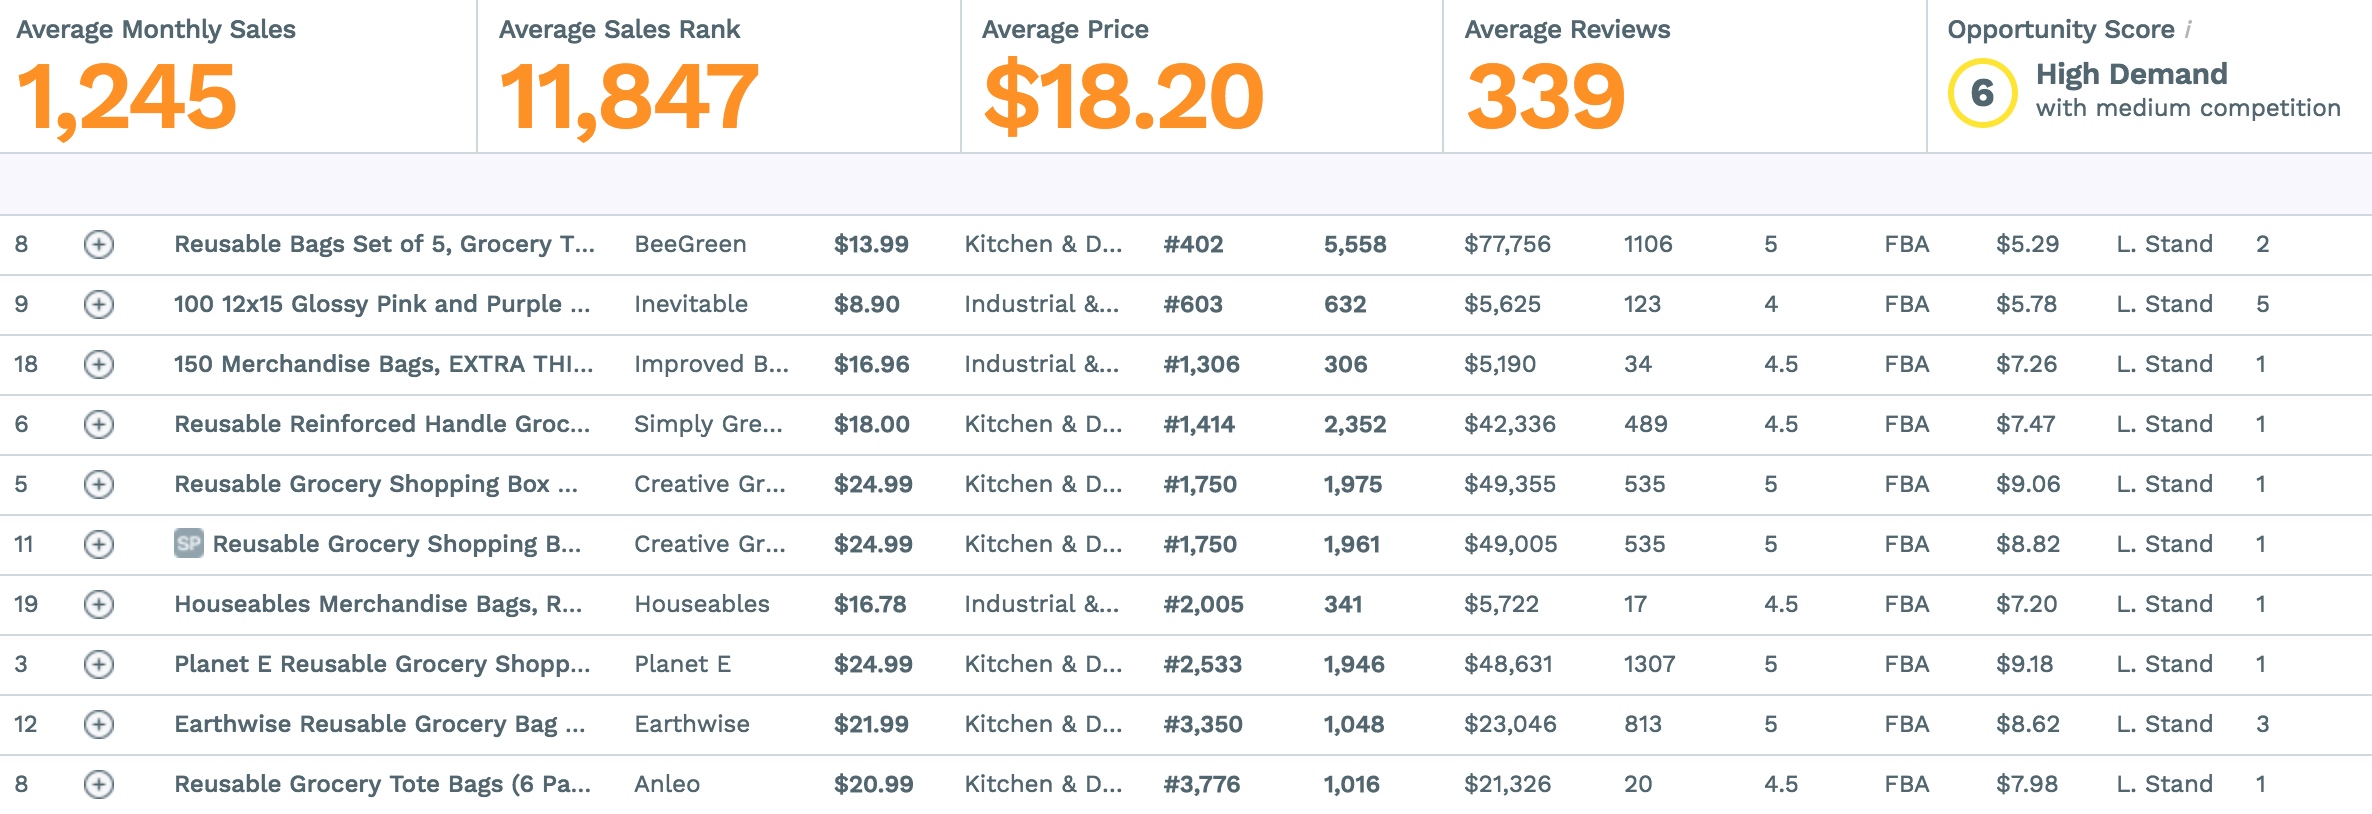 Average Monthly Sales Average Sales Rank Average Price Average Reviews Opportunity Score i
1,245 11,847 $18.20 339 6 High Demand
with medium competition
8 Reusable Bags Set of 5, Grocery T... BeeGreen $13.99 Kitchen & D... #402 5,558 $77,756 1106 5 FBA $5.29 L. Stand 2
9 100 12x15 Glossy Pink and Purple ... Inevitable $8.90 Industrial &... #603 632 $5,625 123 4 FBA $5.78 L. Stand 5
18 150 Merchandise Bags, EXTRA THI... Improved B... $16.96 Industrial &... #1,306 306 $5,190 34 4.5 FBA $7.26 L. Stand 1
6 Reusable Reinforced Handle Groc... Simply Gre... $18.00 Kitchen & D... #1,414 2,352 $42,336 489 4.5 FBA $7.47 L. Stand 1
5 Reusable Grocery Shopping Box ... Creative Gr... $24.99 Kitchen & D... #1,750 1,975 $49,355 535 5 FBA $9.06 L. Stand 1
11 SP Reusable Grocery Shopping B... Creative Gr... $24.99 Kitchen & D... #1,750 1,961 $49,005 535 5 FBA $8.82 L. Stand 1
19 Houseables Merchandise Bags, R... Houseables $16.78 Industrial &... #2,005 341 $5,722 17 4.5 FBA $7.20 L. Stand 1
3 Planet E Reusable Grocery Shopp... Planet E $24.99 Kitchen & D... #2,533 1,946 $48,631 1307 5 FBA $9.18 L. Stand 1
12 Earthwise Reusable Grocery Bag ... Earthwise $21.99 Kitchen & D... #3,350 1,048 $23,046 813 5 FBA $8.62 L. Stand 3
8 Reusable Grocery Tote Bags (6 Pa... Anleo $20.99 Kitchen & D... #3,776 1,016 $21,326 20 4.5 FBA $7.98 L. Stand 1